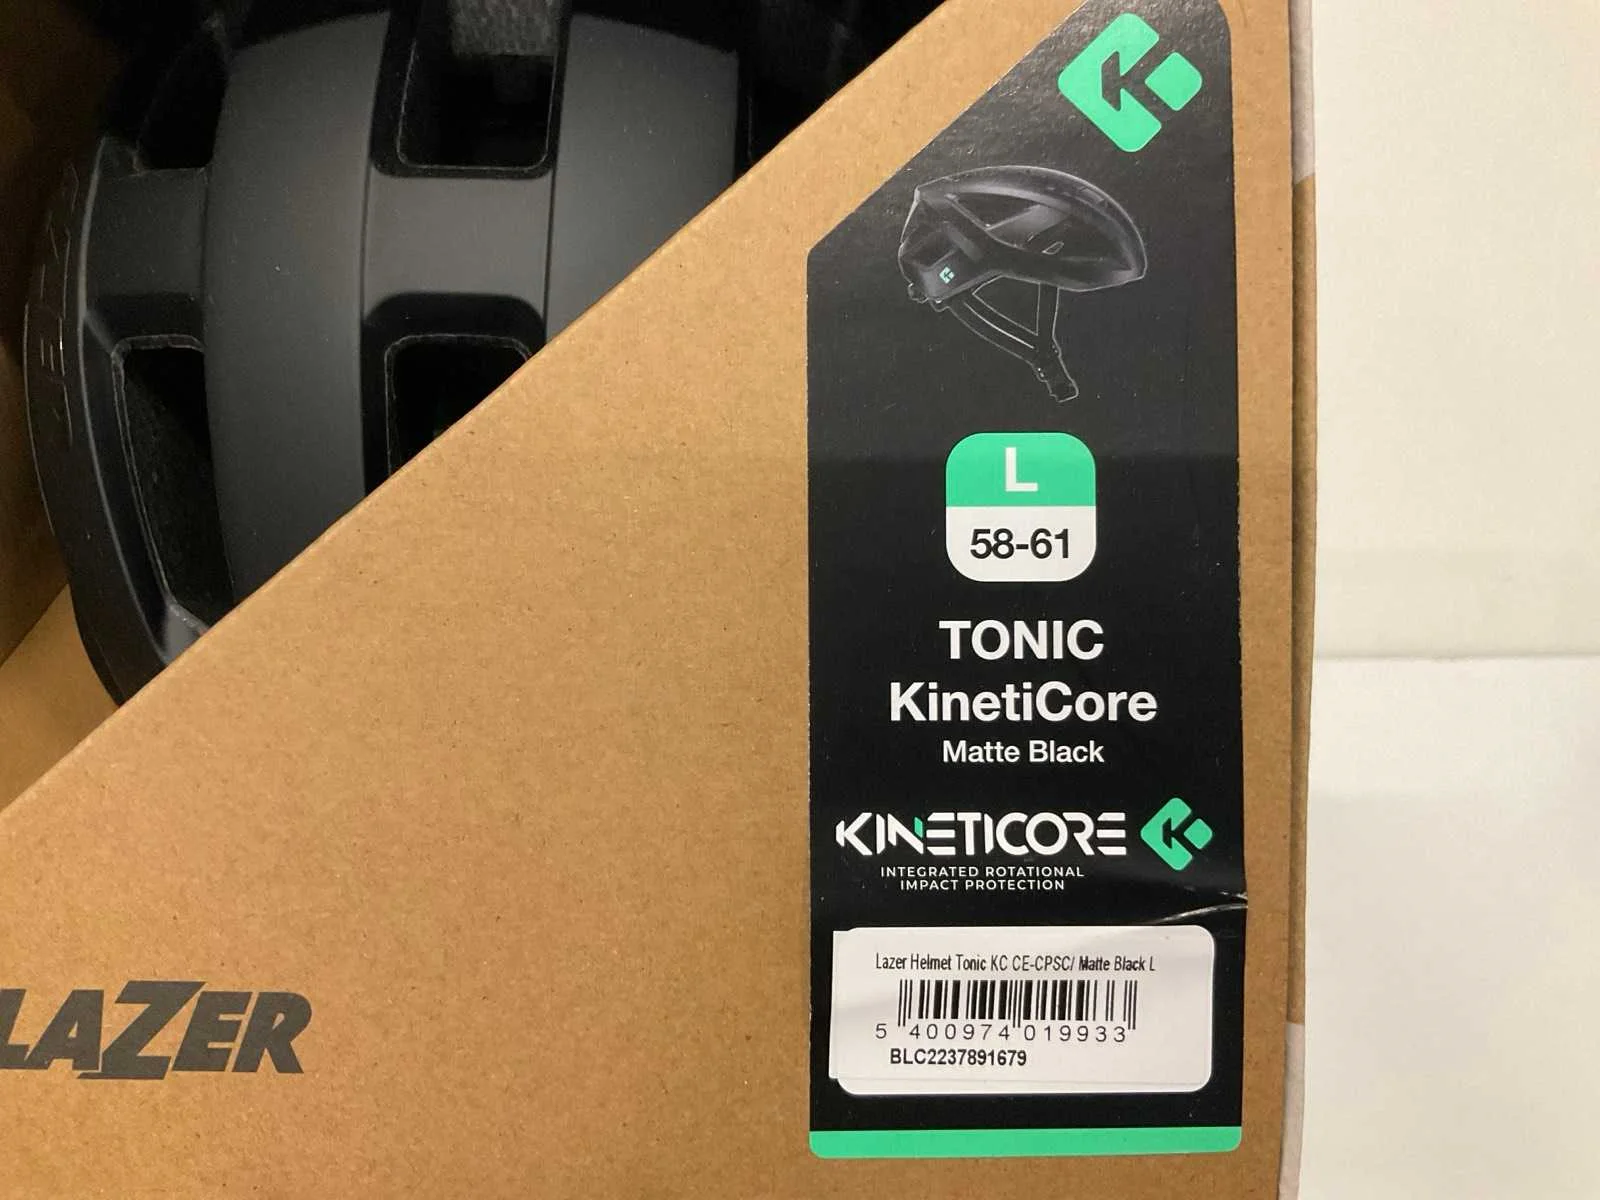 L
58-61
TONIC
KinetiCore
Matte Black
KINETICORE
INTEGRATED ROTATIONAL
IMPACT PROTECTION
Lazer Helmet Tonic KC CE-CPSC/ Matte Black L
5 400974 019933
BLC2237891679
LAZER